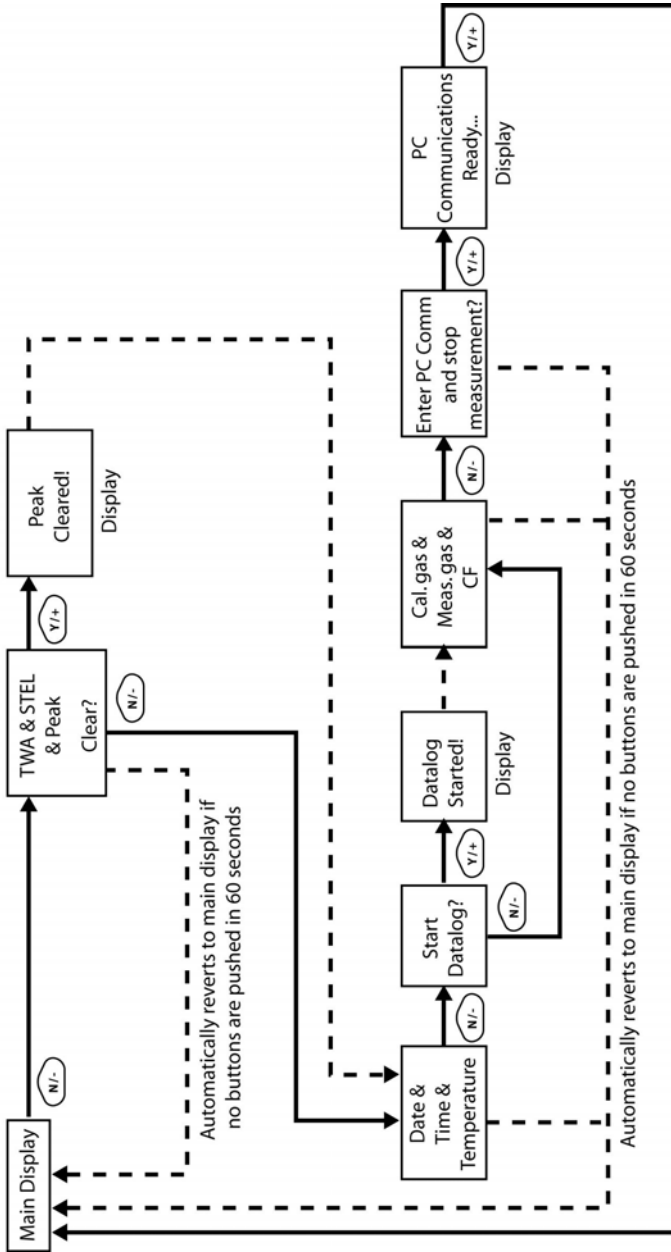 Main Display
N/-
TWA & STEL
& Peak
Clear?
Y/+
Peak
Cleared!
Display
N/-
Automatically reverts to main display if
no buttons are pushed in 60 seconds
Date &
Time &
Temperature
N/-
Start
Datalog?
Y/+
Datalog
Started!
Display
N/-
Cal. gas &
Meas. gas &
CF
N/-
Enter PC Comm
and stop
measurement?
Y/+
PC
Communications
Ready...
Display
Y/+
Automatically reverts to main display if no buttons are pushed in 60 seconds